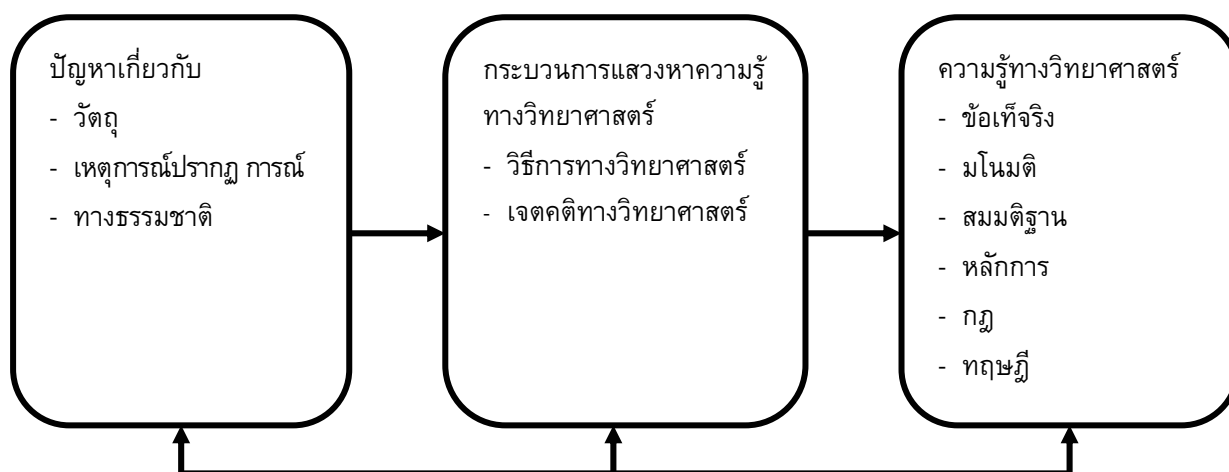 ปัญหาเกี่ยวกับ
- วัตถุ
- เหตุการณ์ปรากฏ การณ์
- ทางธรรมชาติ
กระบวนการแสวงหาความรู้
ทางวิทยาศาสตร์
- วิธีการทางวิทยาศาสตร์
- เจตคติทางวิทยาศาสตร์
ความรู้ทางวิทยาศาสตร์
- ข้อเท็จริง
- มโนมติ
- สมมติฐาน
- หลักการ
- กฎ
- ทฤษฎี